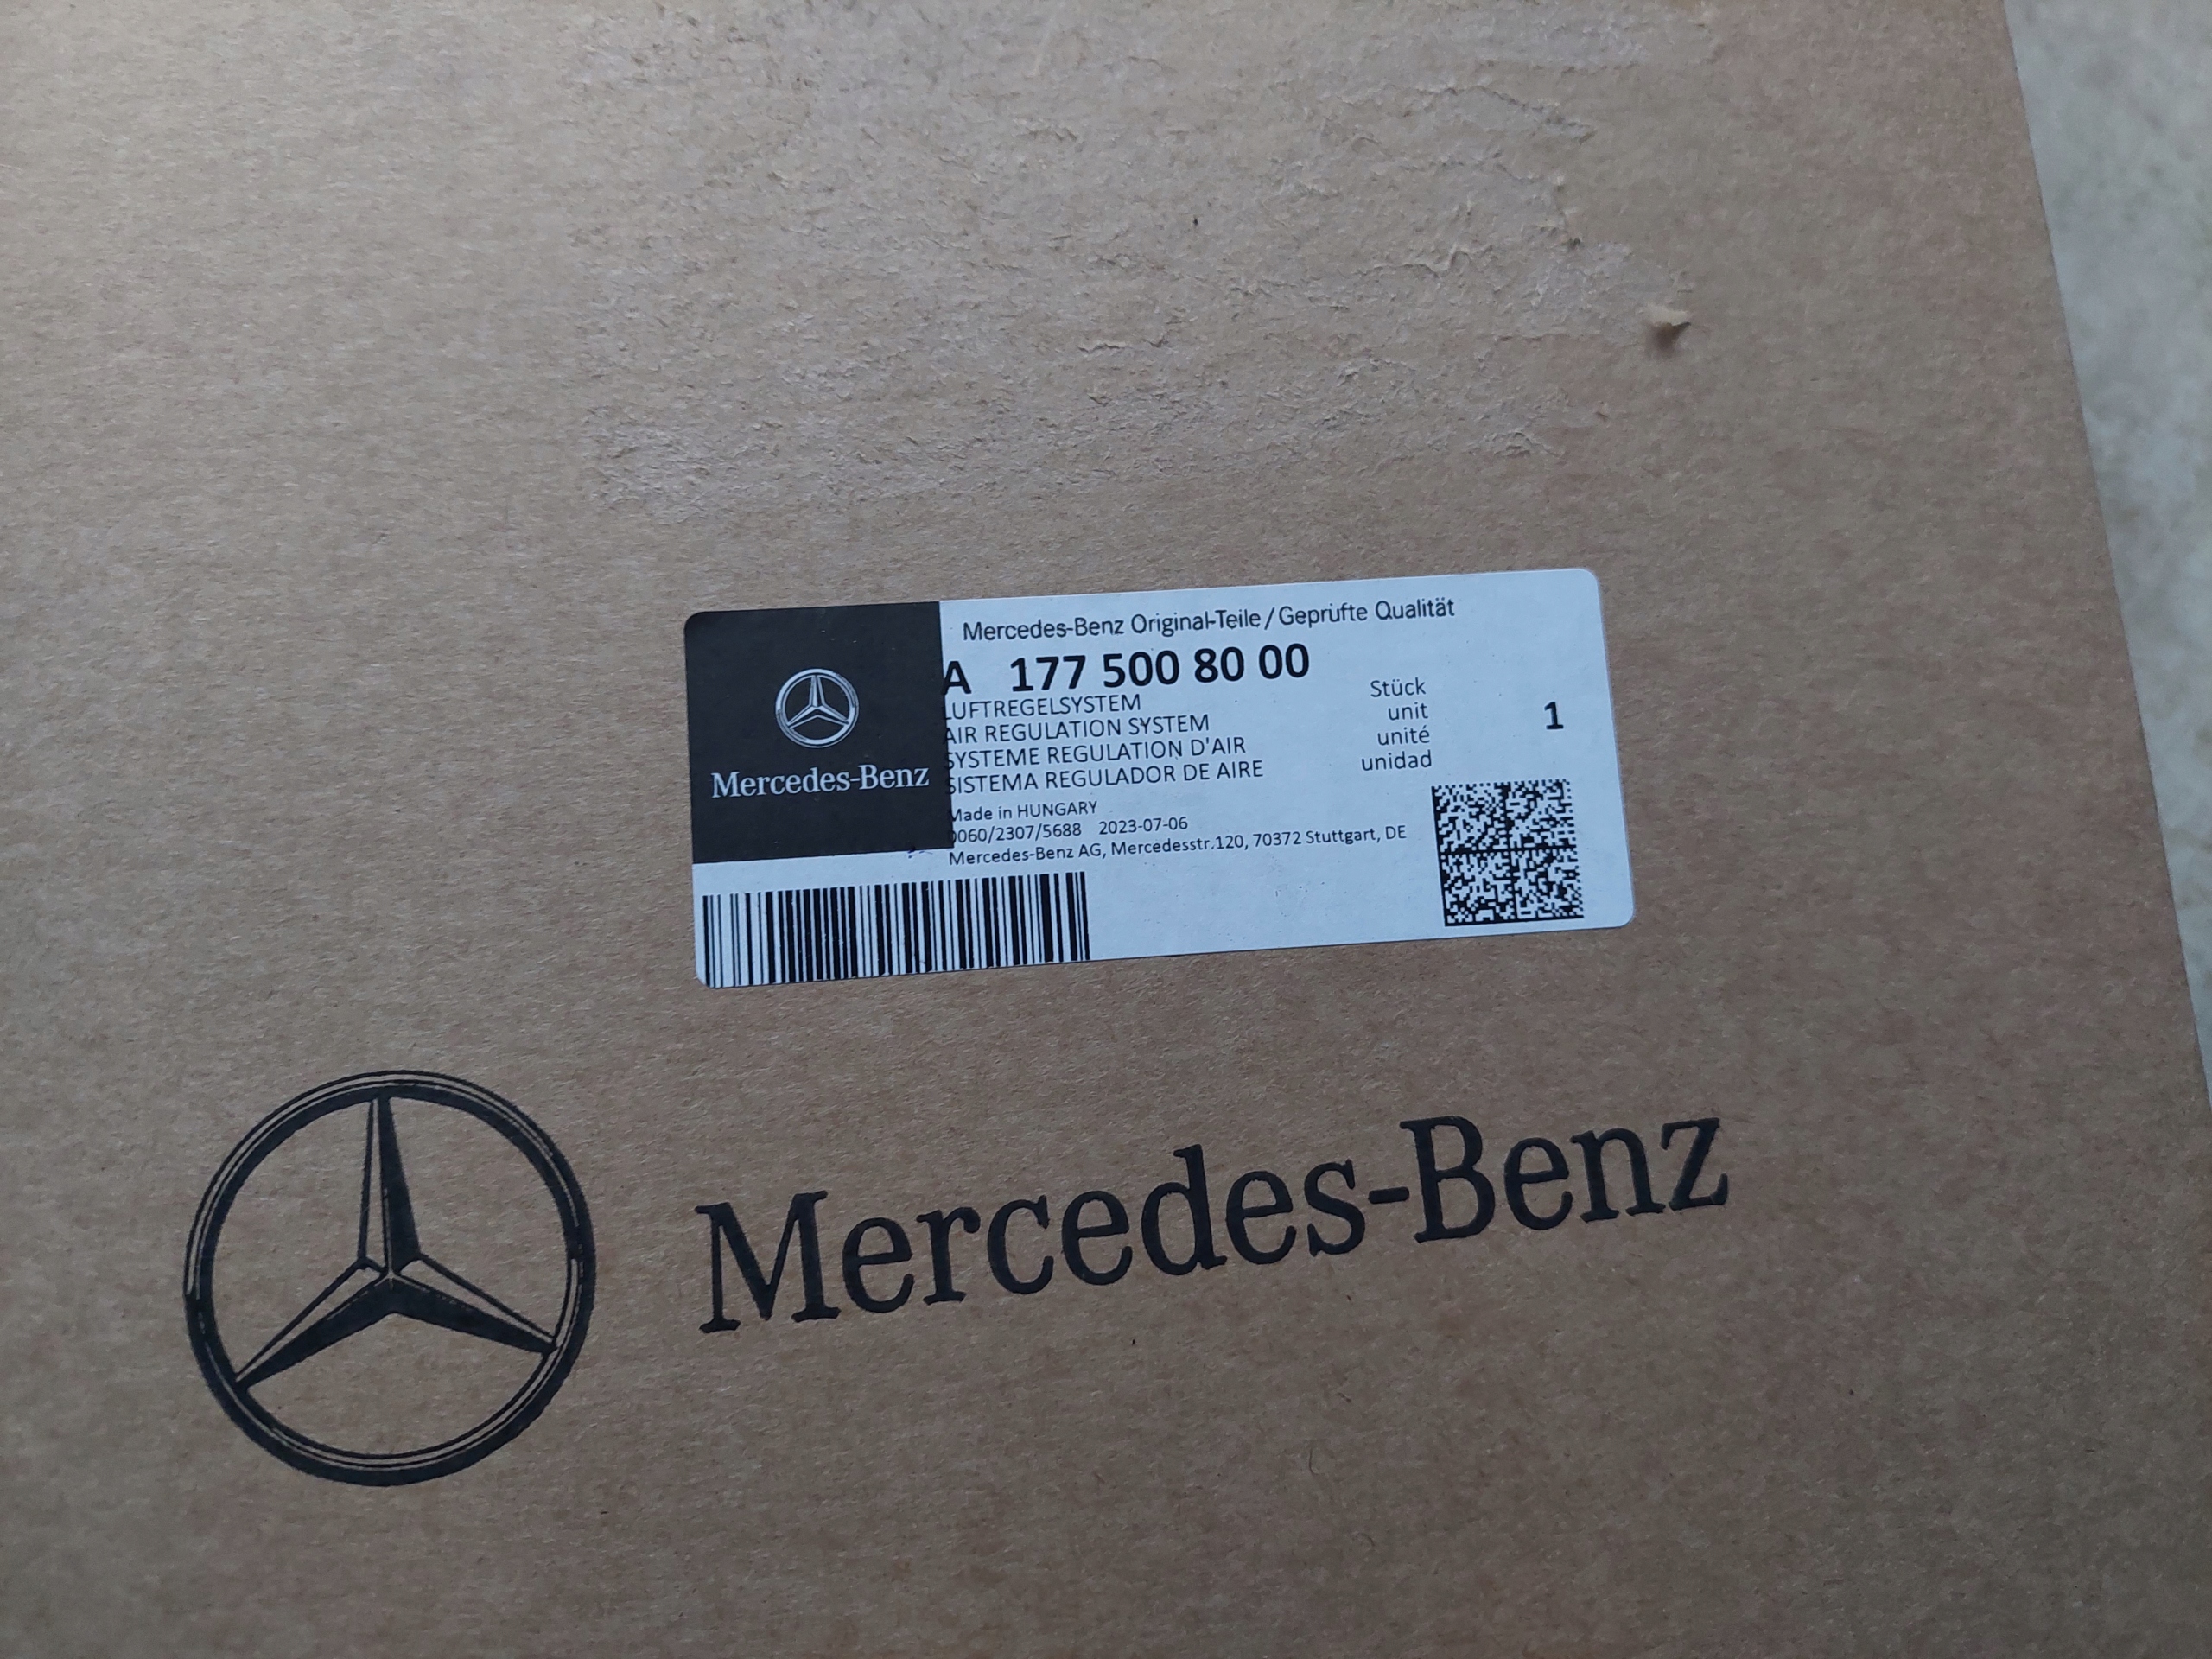 Mercedes-Benz Original-Teile / Geprüfte Qualität
A 177 500 80 00
LUFTREGELSYSTEM
AIR REGULATION SYSTEM
SYSTEME REGULATION D'AIR
SISTEMA REGULADOR DE AIRE
Stück
unit
unité
unidad
1
Made in HUNGARY
0060/2307/5688 2023-07-06
Mercedes-Benz AG, Mercedesstr.120, 70372 Stuttgart, DE
Mercedes-Benz
Mercedes-Benz